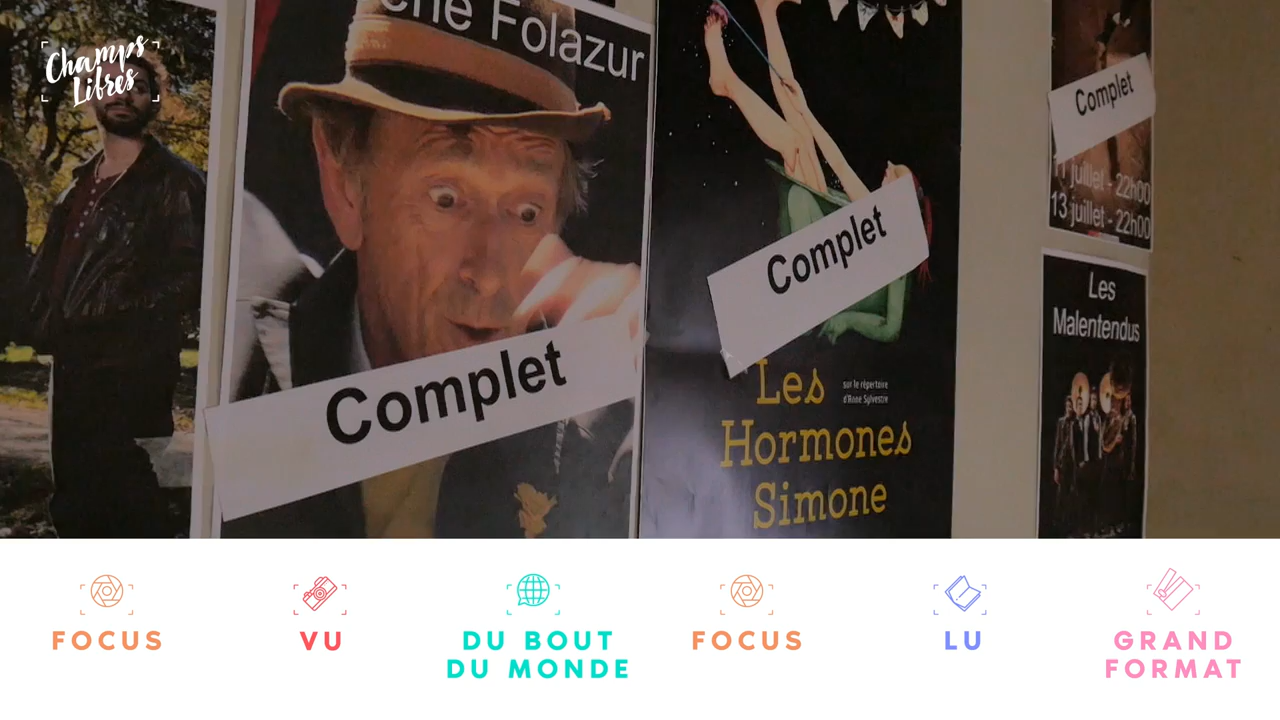 Champs
Libres
Folazur
Complet
Complet
Les
sur le répertoire
d'Anne Sylvestre
Hormones
Simone
Complet
11 juillet - 22h00
13 juillet - 22h00
Les
Malentendus
FOCUS
VU
DU BOUT
DU MONDE
FOCUS
LU
GRAND
FORMAT